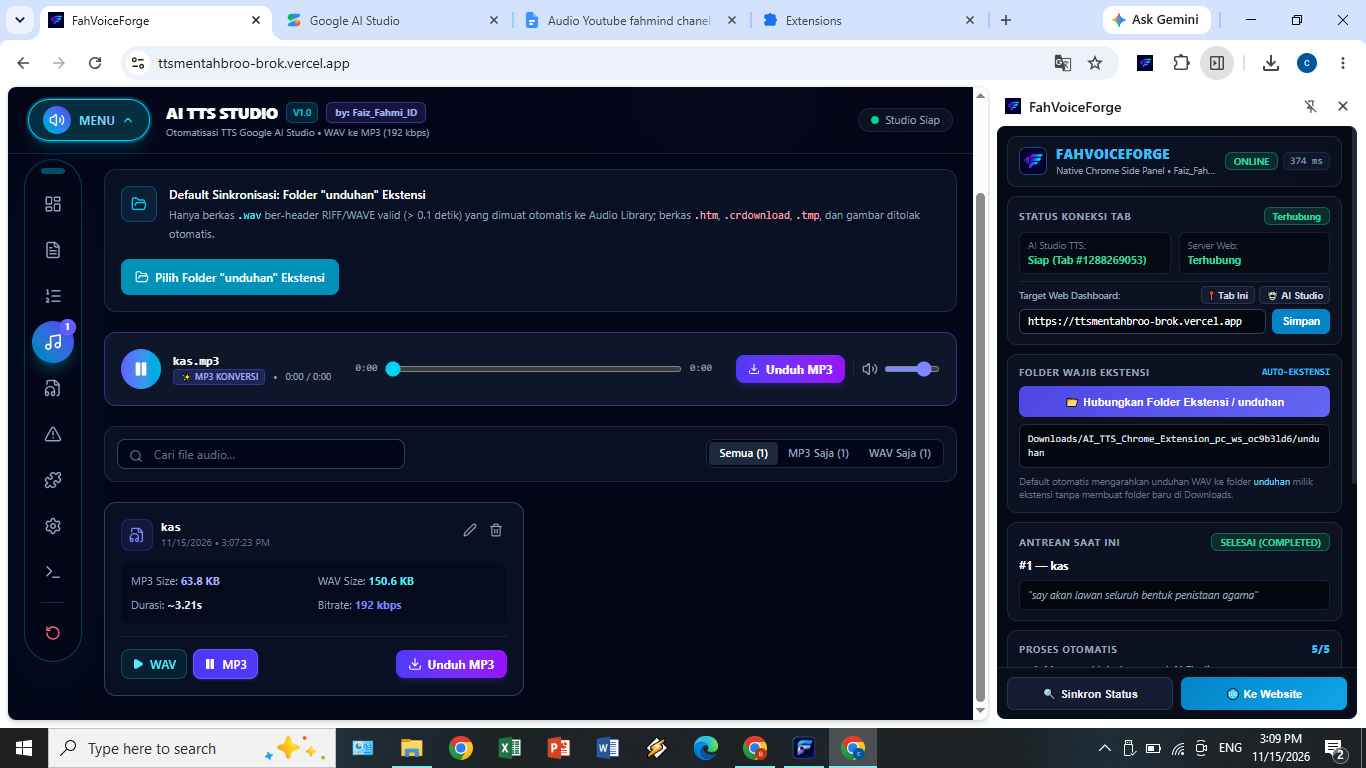 FahVoiceForge
Google AI Studio
Audio Youtube fahmind chanel
Extensions
Ask Gemini
ttsmentahbroo-brok.vercel.app
c
MENU
AI TTS STUDIO
V1.0
by: Faiz_Fahmi_ID
Otomatisasi TTS Google AI Studio • WAV ke MP3 (192 kbps)
Studio Siap
1
Default Sinkronisasi: Folder "unduhan" Ekstensi
Hanya berkas .wav ber-header RIFF/WAVE valid (> 0.1 detik) yang dimuat otomatis ke Audio Library; berkas .htm, .crdownload, .tmp, dan gambar ditolak
otomatis.
Pilih Folder "unduhan" Ekstensi
kas.mp3
MP3 KONVERSI • 0:00 / 0:00
0:00
0:00
Unduh MP3
Cari file audio...
Semua (1)
MP3 Saja (1)
WAV Saja (1)
kas
11/15/2026 • 3:07:23 PM
MP3 Size: 63.8 KB
WAV Size: 150.6 KB
Durasi: ~3.21s
Bitrate: 192 kbps
WAV
MP3
Unduh MP3
FahVoiceForge
FAHVOICEFORGE
Native Chrome Side Panel • Faiz_Fah...
ONLINE
374 ms
STATUS KONEKSI TAB
Terhubung
AI Studio TTS:
Siap (Tab #1288269053)
Server Web:
Terhubung
Target Web Dashboard:
Tab Ini
AI Studio
https://ttsmentahbroo-brok.vercel.app
Simpan
FOLDER WAJIB EKSTENSI
AUTO-EKSTENSI
Hubungkan Folder Ekstensi / unduhan
Downloads/AI_TTS_Chrome_Extension_pc_ws_oc9b3ld6/undu
han
Default otomatis mengarahkan unduhan WAV ke folder unduhan milik
ekstensi tanpa membuat folder baru di Downloads.
ANTREAN SAAT INI
SELESAI (COMPLETED)
#1 — kas
"say akan lawan seluruh bentuk penistaan agama"
PROSES OTOMATIS
5/5
Sinkron Status
Ke Website
Type here to search
ENG
3:09 PM
11/15/2026
2